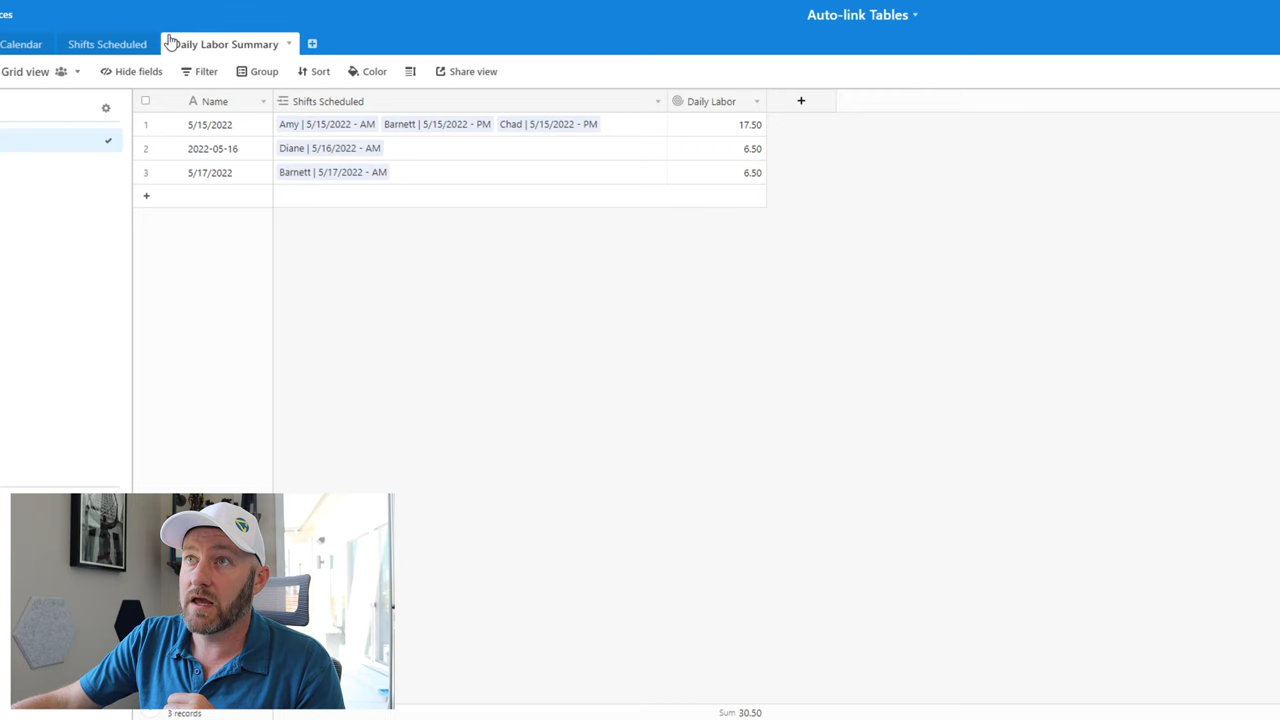 ces
Auto-link Tables
Calendar Shifts Scheduled Daily Labor Summary
Grid view Hide fields Filter Group Sort Color Share view
Name Shifts Scheduled Daily Labor
1 5/15/2022 Amy | 5/15/2022 - AM Barnett | 5/15/2022 - PM Chad | 5/15/2022 - PM 17.50
2 2022-05-16 Diane | 5/16/2022 - AM 6.50
3 5/17/2022 Barnett | 5/17/2022 - AM 6.50
+
3 records Sum 30.50